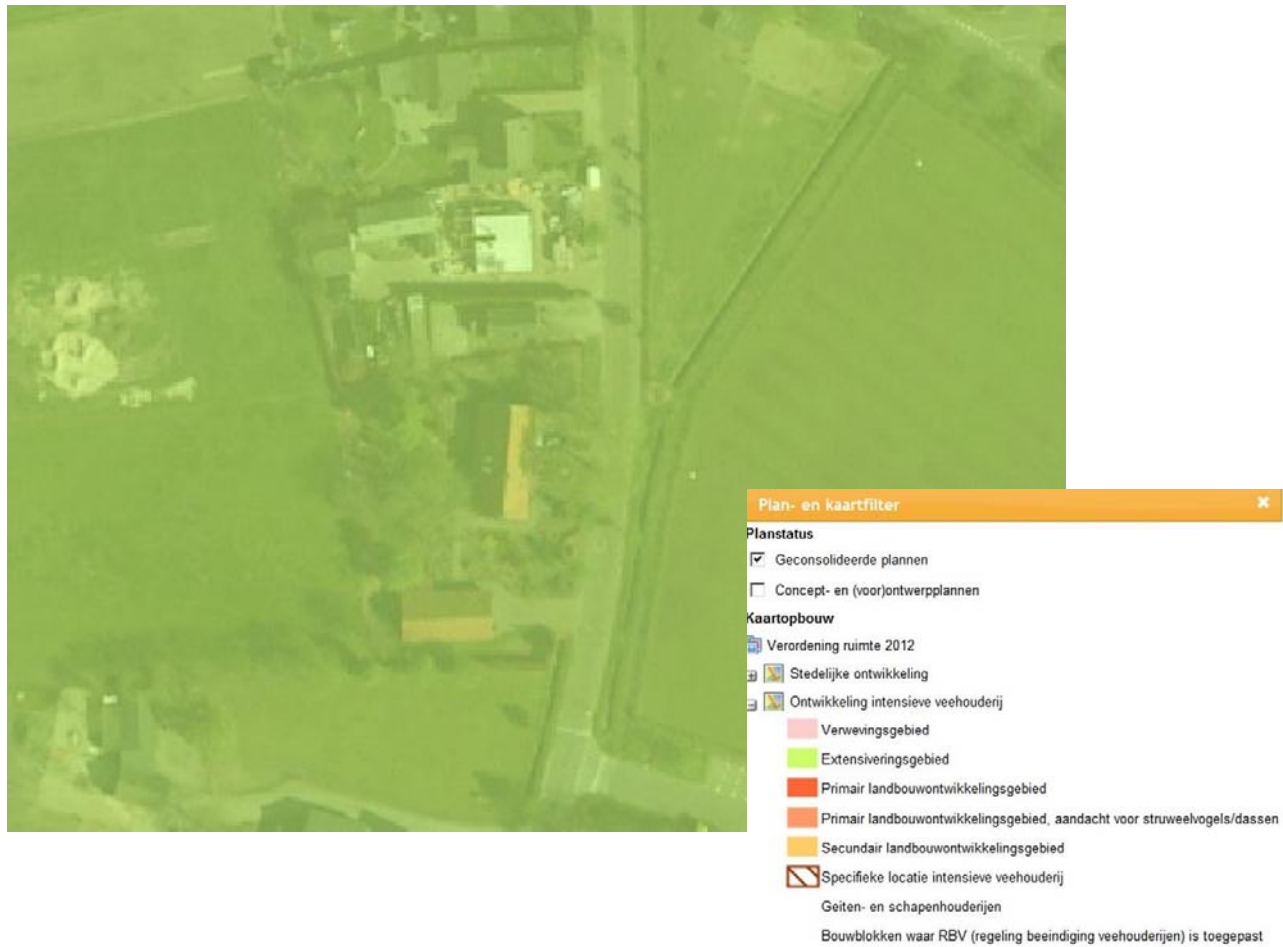 Plan- en kaartfilter
Planstatus
Geconsolideerde plannen
Concept- en (voor)ontwerpplannen
Kaartopbouw
Verordening ruimte 2012
Stedelijke ontwikkeling
Ontwikkeling intensieve veehouderij
Verwevingsgebied
Extensiveringsgebied
Primair landbouwontwikkelingsgebied
Primair landbouwontwikkelingsgebied, aandacht voor struweelvogels/dassen
Secundair landbouwontwikkelingsgebied
Specifieke locatie intensieve veehouderij
Geiten- en schapenhouderijen
Bouwblokken waar RBV (regeling beeindiging veehouderijen) is toegepast